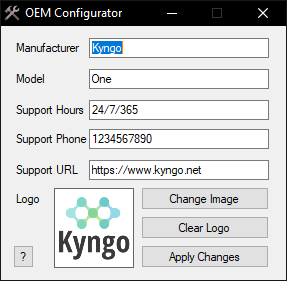 OEM Configurator
Manufacturer Kyngo
Model One
Support Hours 24/7/365
Support Phone 1234567890
Support URL https://www.kyngo.net
Logo Kyngo Change Image
Clear Logo
? Apply Changes